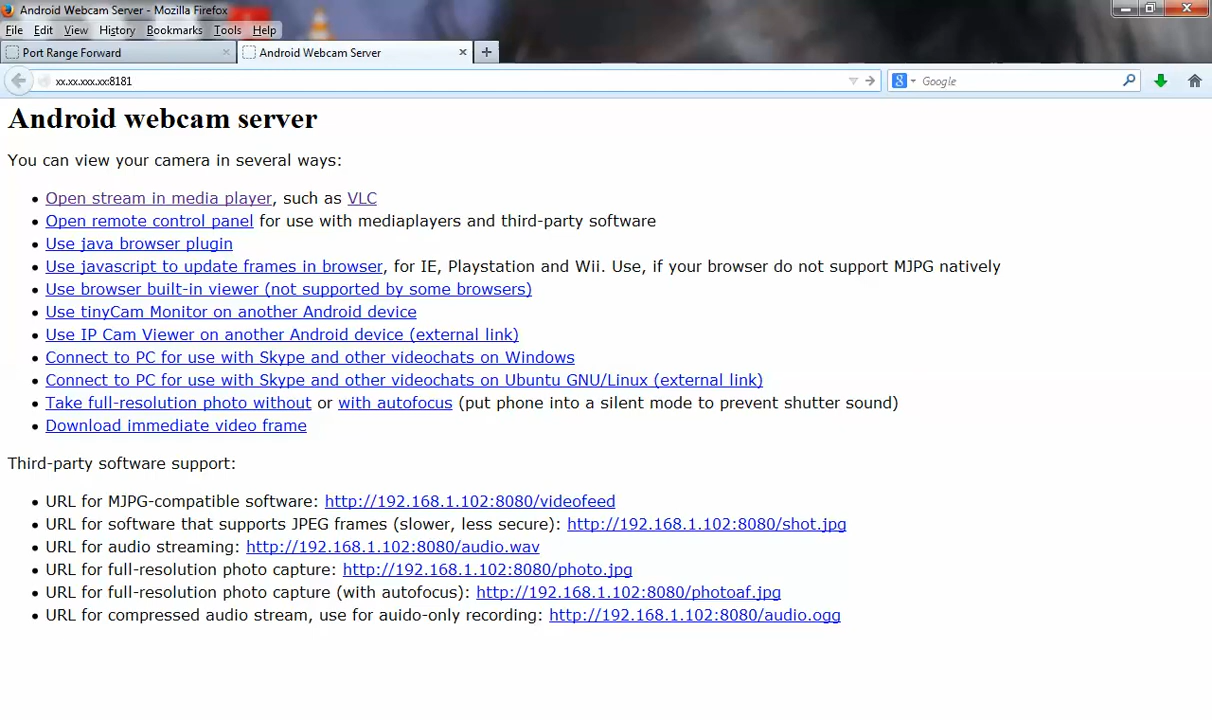 Android Webcam Server - Mozilla Firefox
File Edit View History Bookmarks Tools Help
Port Range Forward × Android Webcam Server × +
xx.xx.xxx.xx:8181 8 Google
Android webcam server
You can view your camera in several ways:
• Open stream in media player, such as VLC
• Open remote control panel for use with mediaplayers and third-party software
• Use java browser plugin
• Use javascript to update frames in browser, for IE, Playstation and Wii. Use, if your browser do not support MJPG natively
• Use browser built-in viewer (not supported by some browsers)
• Use tinyCam Monitor on another Android device
• Use IP Cam Viewer on another Android device (external link)
• Connect to PC for use with Skype and other videochats on Windows
• Connect to PC for use with Skype and other videochats on Ubuntu GNU/Linux (external link)
• Take full-resolution photo without or with autofocus (put phone into a silent mode to prevent shutter sound)
• Download immediate video frame
Third-party software support:
• URL for MJPG-compatible software: http://192.168.1.102:8080/videofeed
• URL for software that supports JPEG frames (slower, less secure): http://192.168.1.102:8080/shot.jpg
• URL for audio streaming: http://192.168.1.102:8080/audio.wav
• URL for full-resolution photo capture: http://192.168.1.102:8080/photo.jpg
• URL for full-resolution photo capture (with autofocus): http://192.168.1.102:8080/photoaf.jpg
• URL for compressed audio stream, use for auido-only recording: http://192.168.1.102:8080/audio.ogg